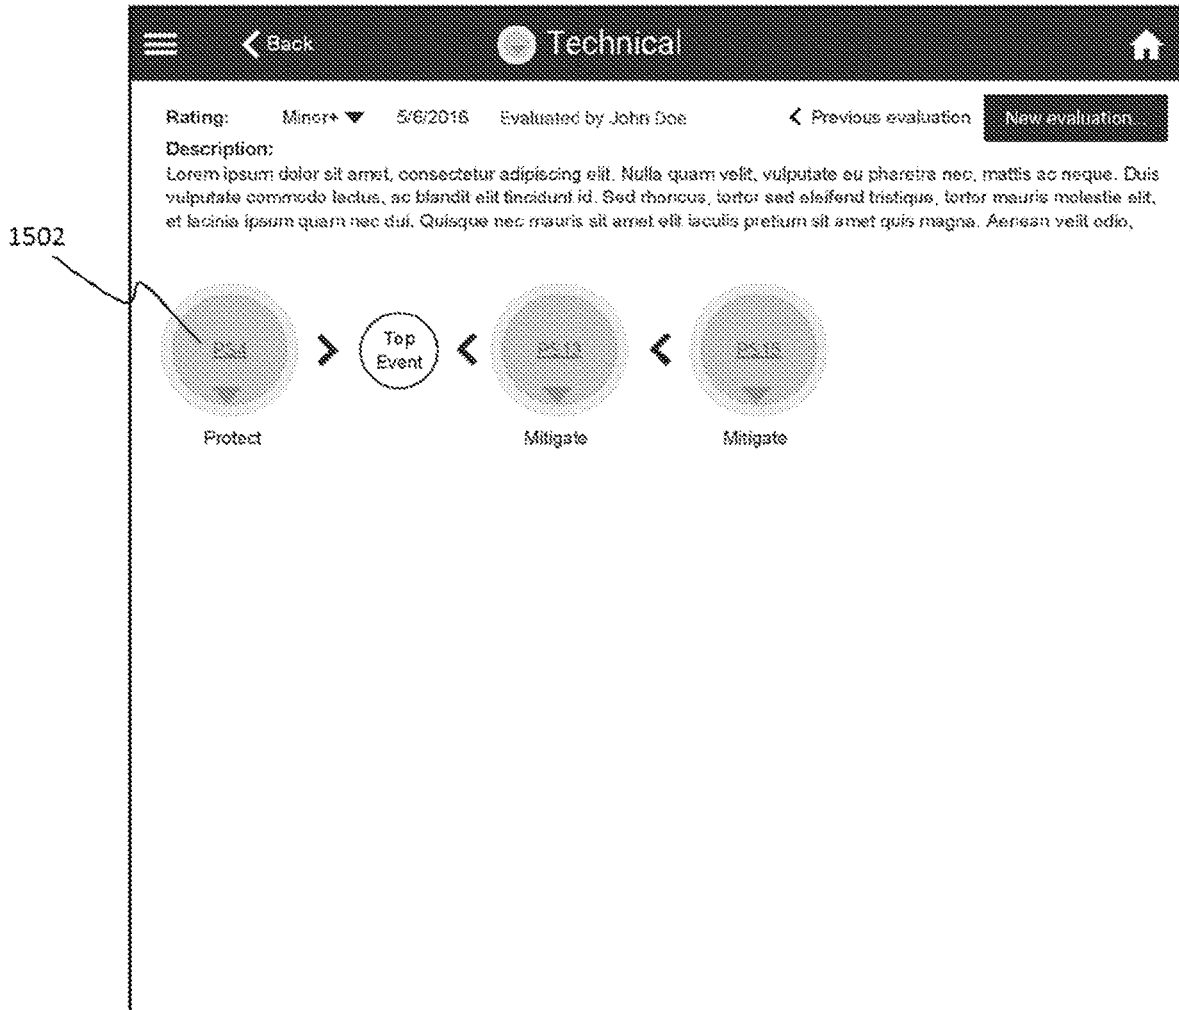 Back
Technical
Rating: Minor+ 5/6/2016 Evaluated by John Doe Previous evaluation New evaluation...
Description:
Lorem ipsum dolor sit amet, consectetur adipiscing elit. Nulla quam velit, vulputate eu pharetra nec, mattis ac neque. Duis
vulputate commodo lectus, ac blandit elit tincidunt id. Sed rhoncus, tortor sed eleifend tristique, tortor mauris molestie elit,
et lacinia ipsum quam nec dui. Quisque nec mauris sit amet elit iaculis pretium sit amet quis magna. Aenean velit odio,
1502
Top
Event
Protect
Mitigate
Mitigate